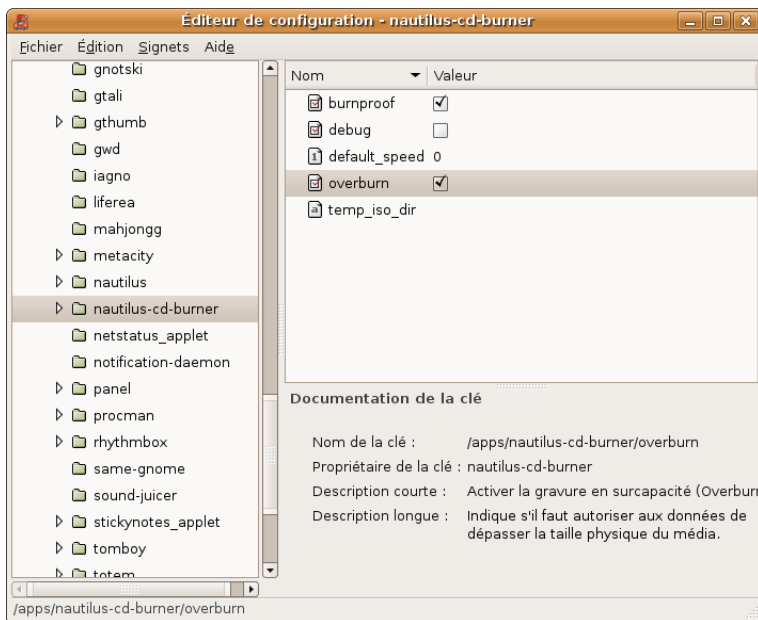 Éditeur de configuration - nautilus-cd-burner
Fichier Édition Signets Aide
gnotski
gtali
gthumb
gwd
iagno
liferea
mahjongg
metacity
nautilus
nautilus-cd-burner
netstatus_applet
notification-daemon
panel
procman
rhythmbox
same-gnome
sound-juicer
stickynotes_applet
tomboy
totem
Nom Valeur
burnproof
debug
default_speed 0
overburn
temp_iso_dir
Documentation de la clé
Nom de la clé : /apps/nautilus-cd-burner/overburn
Propriétaire de la clé : nautilus-cd-burner
Description courte : Activer la gravure en surcapacité (Overburn
Description longue : Indique s'il faut autoriser aux données de
dépasser la taille physique du média.
/apps/nautilus-cd-burner/overburn